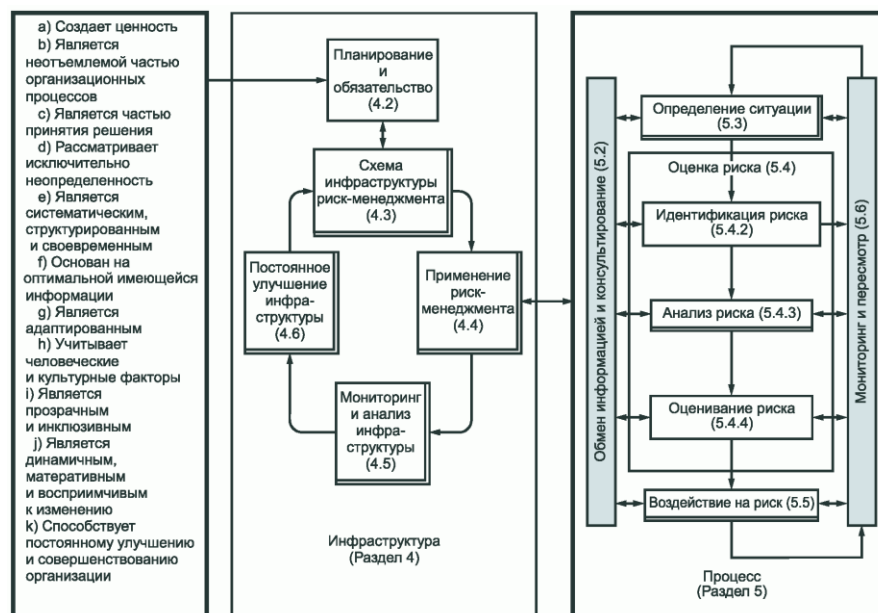 a) Создает ценность
b) Является
неотъемлемой частью
организационных
процессов
c) Является частью
принятия решения
d) Рассматривает
исключительно
неопределенность
e) Является
систематическим,
структурированным
и своевременным
f) Основан на
оптимальной имеющейся
информации
g) Является
адаптированным
h) Учитывает
человеческие
и культурные факторы
i) Является
прозрачным
и инклюзивным
j) Является
динамичным,
матеративным
и восприимчивым
к изменению
k) Способствует
постоянному улучшению
и совершенствованию
организации
Планирование
и
обязательство
(4.2)
Схема
инфраструктуры
риск-менеджмента
(4.3)
Постоянное
улучшение
инфра-
структуры
(4.6)
Применение
риск-
менеджмента
(4.4)
Мониторинг
и анализ
инфра-
структуры
(4.5)
Инфраструктура
(Раздел 4)
Обмен информацией и консультирование (5.2)
Определение ситуации
(5.3)
Оценка риска (5.4)
Идентификация риска
(5.4.2)
Анализ риска (5.4.3)
Оценивание риска
(5.4.4)
Воздействие на риск (5.5)
Мониторинг и пересмотр (5.6)
Процесс
(Раздел 5)